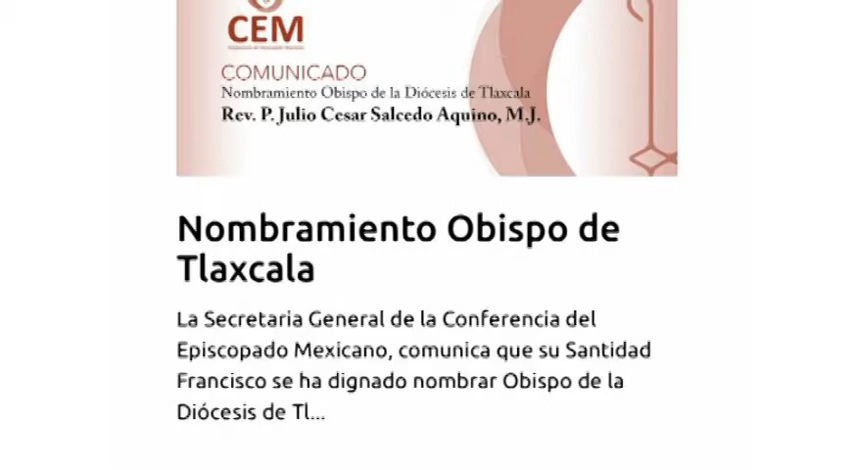 CEM
COMUNICADO
Nombramiento Obispo de la Diócesis de Tlaxcala
Rev. P. Julio Cesar Salcedo Aquino, M.J.
Nombramiento Obispo de
Tlaxcala
La Secretaria General de la Conferencia del
Episcopado Mexicano, comunica que su Santidad
Francisco se ha dignado nombrar Obispo de la
Diócesis de Tl...